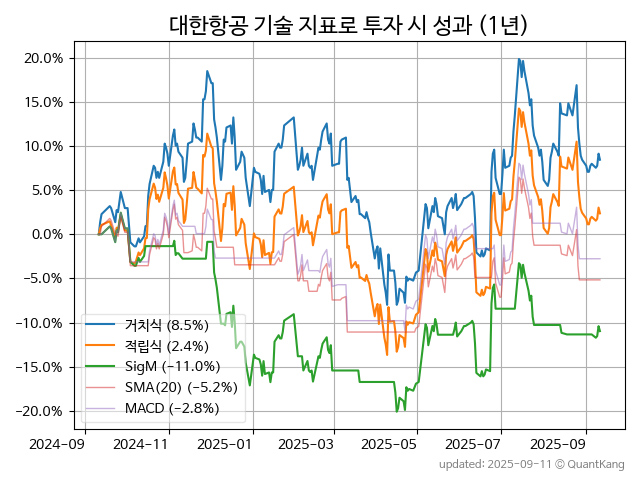 대한항공 기술 지표로 투자 시 성과 (1년)
20.0%
15.0%
10.0%
5.0%
0.0%
−5.0%
−10.0%
−15.0%
−20.0%
거치식 (8.5%)
적립식 (2.4%)
SigM (−11.0%)
SMA(20) (−5.2%)
MACD (−2.8%)
2024-09 2024-11 2025-01 2025-03 2025-05 2025-07 2025-09
updated: 2025-09-11 © QuantKang